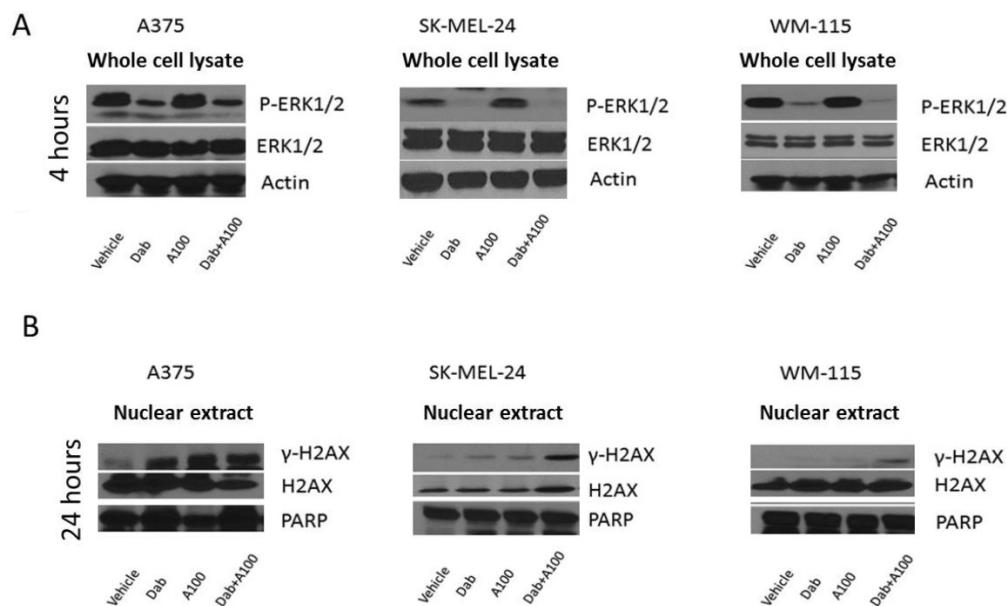 A
A375
SK-MEL-24
WM-115
Whole cell lysate
Whole cell lysate
Whole cell lysate
4 hours
P-ERK1/2
P-ERK1/2
P-ERK1/2
ERK1/2
ERK1/2
ERK1/2
Actin
Actin
Actin
Vehicle
Dab
A100
Dab+A100
Vehicle
Dab
A100
Dab+A100
Vehicle
Dab
A100
Dab+A100
B
A375
SK-MEL-24
WM-115
Nuclear extract
Nuclear extract
Nuclear extract
24 hours
γ-H2AX
γ-H2AX
γ-H2AX
H2AX
H2AX
H2AX
PARP
PARP
PARP
Vehicle
Dab
A100
Dab+A100
Vehicle
Dab
A100
Dab+A100
Vehicle
Dab
A100
Dab+A100